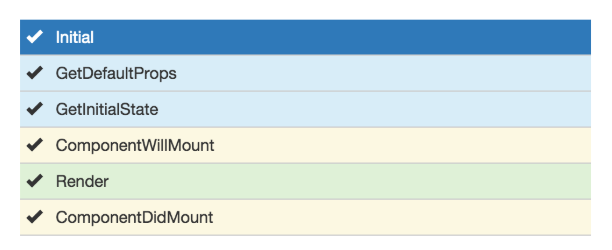 Initial
GetDefaultProps
GetInitialState
ComponentWillMount
Render
ComponentDidMount